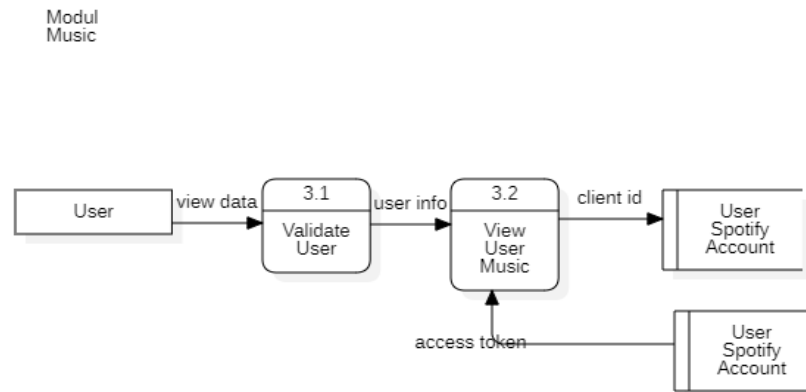 Modul
Music
User
view data
3.1
Validate
User
user info
3.2
View
User
Music
client id
User
Spotify
Account
access token
User
Spotify
Account